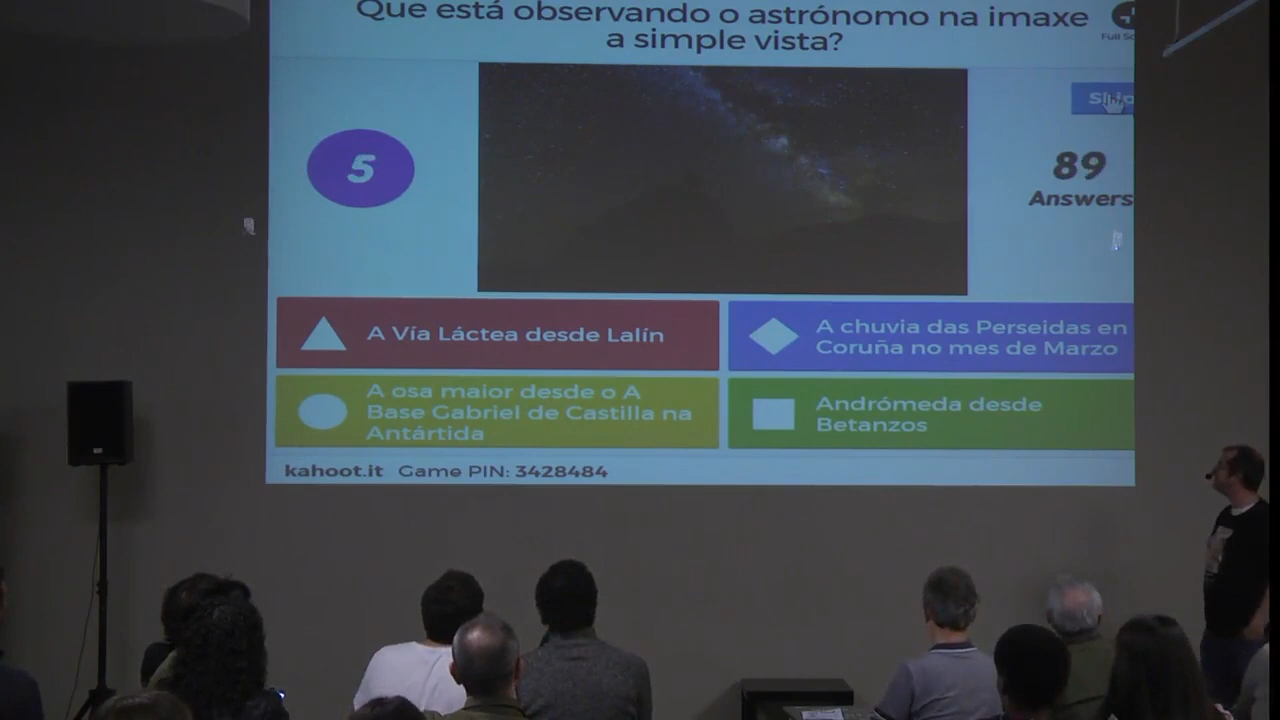 Que está observando o astrónomo na imaxe
a simple vista?
Skip
5
89
Answers
A Vía Láctea desde Lalín
A chuvia das Perseidas en
Coruña no mes de Marzo
A osa maior desde o A
Base Gabriel de Castilla na
Antártida
Andrómeda desde
Betanzos
kahoot.it Game PIN: 3428484